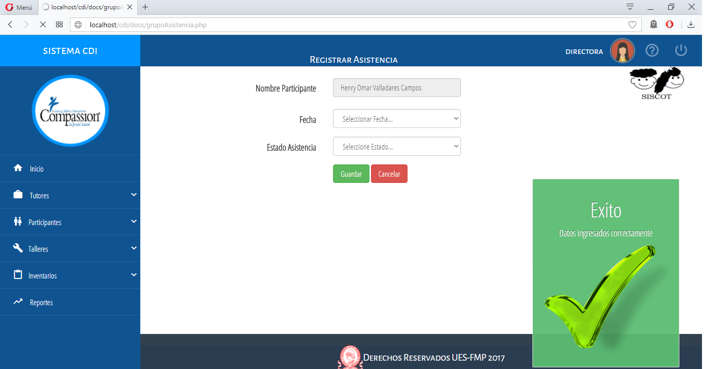 Menú
localhost/cdi/docs/grupoA
localhost/cdi/docs/grupoAsistencia.php
SISTEMA CDI
DIRECTORA
REGISTRAR ASISTENCIA
SISCOT
Compassion
Nombre Participante
Henry Omar Valladares Campos
Fecha
Seleccionar Fecha...
Estado Asistencia
Seleccione Estado...
Guardar
Cancelar
Inicio
Tutores
Participantes
Talleres
Inventarios
Reportes
Exito
Datos ingresados correctamente
DERECHOS RESERVADOS UES-FMP 2017